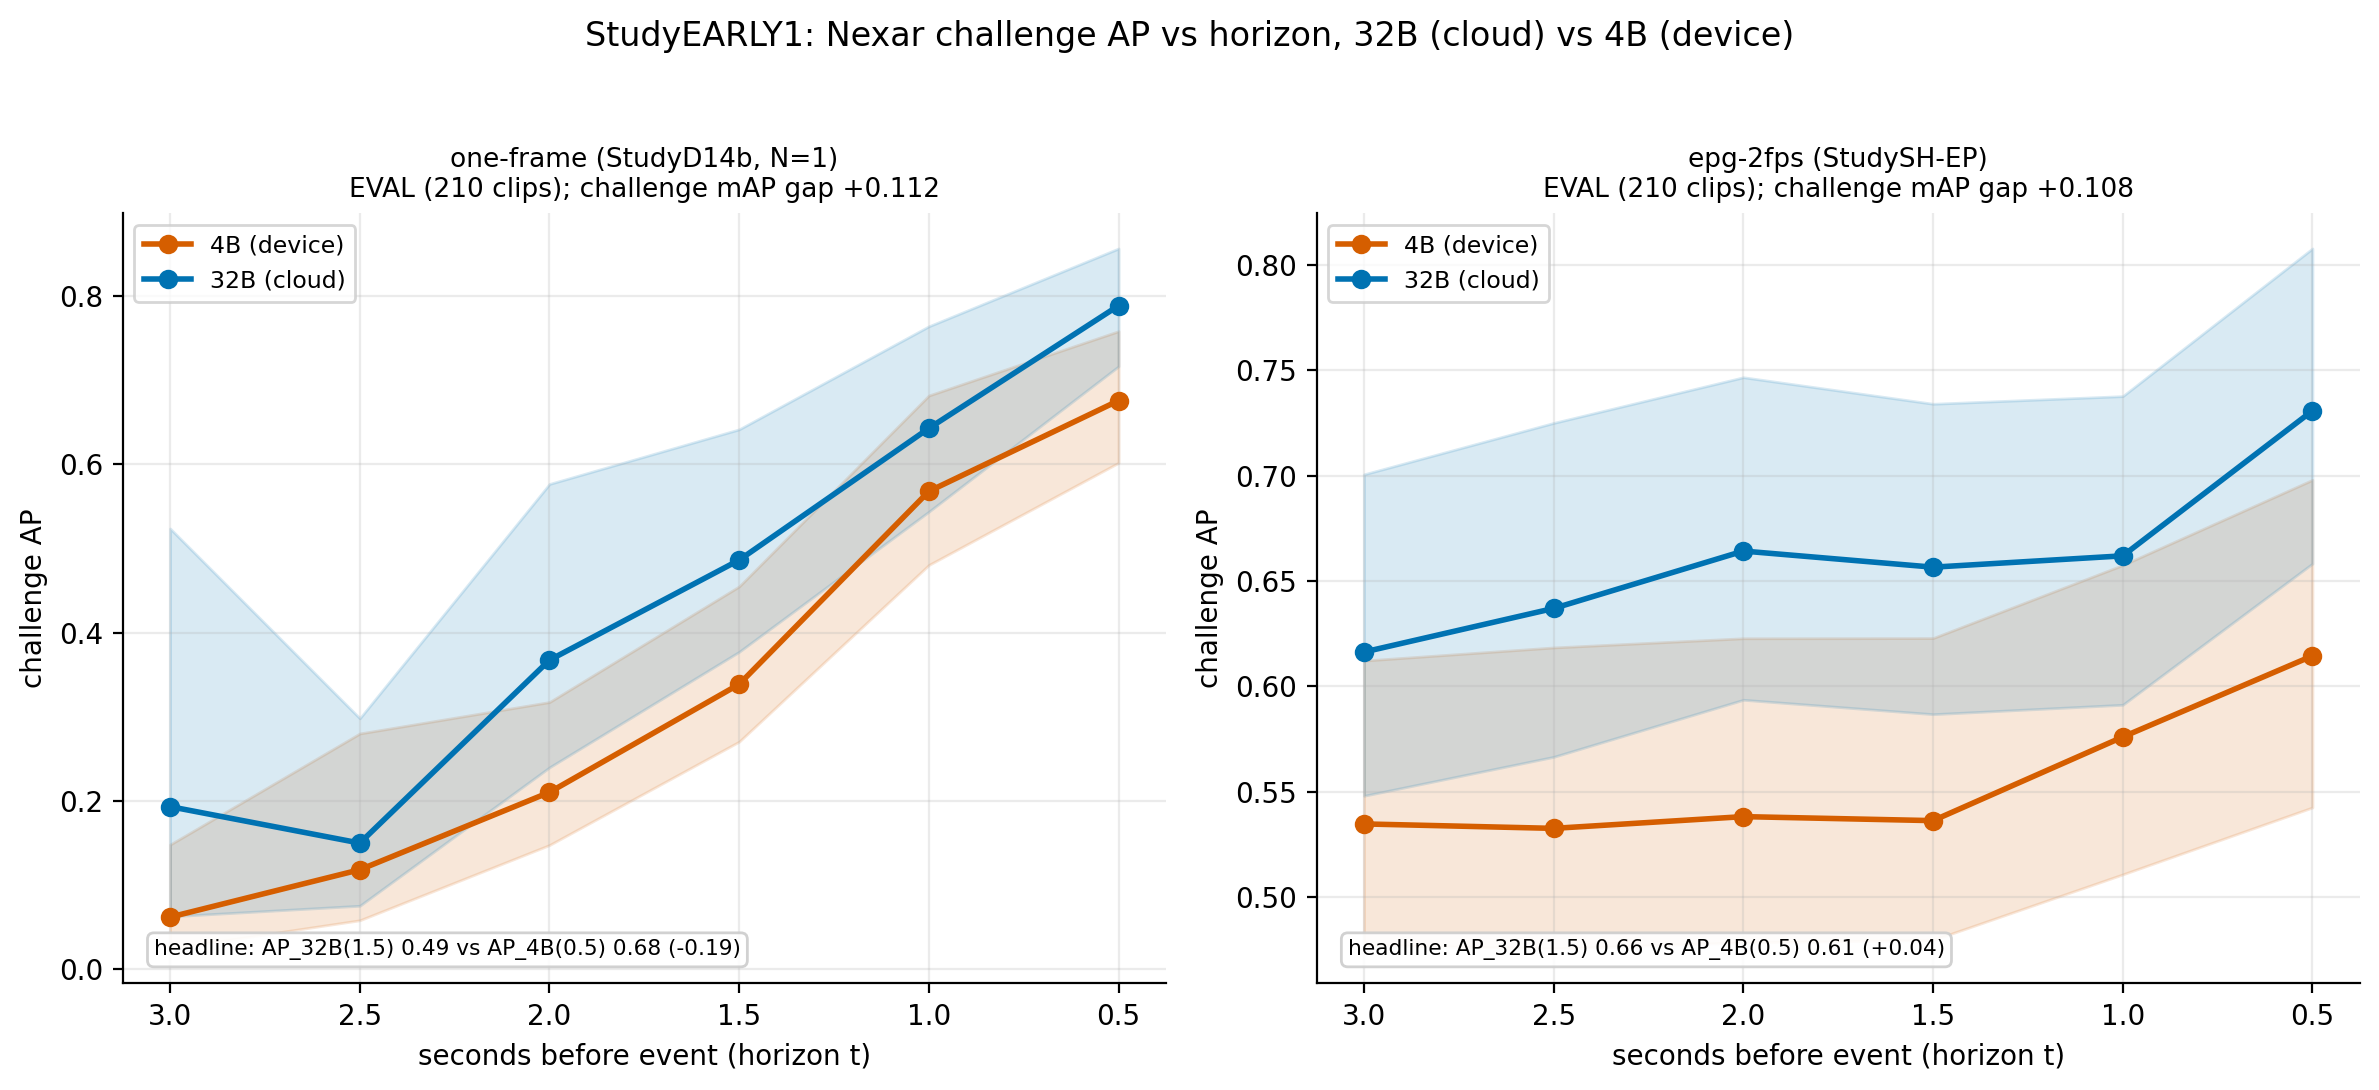 StudyEARLY1: Nexar challenge AP vs horizon, 32B (cloud) vs 4B (device)
one-frame (StudyD14b, N=1)
EVAL (210 clips); challenge mAP gap +0.112
4B (device)
32B (cloud)
challenge AP
0.8
0.6
0.4
0.2
0.0
headline: AP_32B(1.5) 0.49 vs AP_4B(0.5) 0.68 (-0.19)
3.0 2.5 2.0 1.5 1.0 0.5
seconds before event (horizon t)
epg-2fps (StudySH-EP)
EVAL (210 clips); challenge mAP gap +0.108
4B (device)
32B (cloud)
challenge AP
0.80
0.75
0.70
0.65
0.60
0.55
0.50
headline: AP_32B(1.5) 0.66 vs AP_4B(0.5) 0.61 (+0.04)
3.0 2.5 2.0 1.5 1.0 0.5
seconds before event (horizon t)